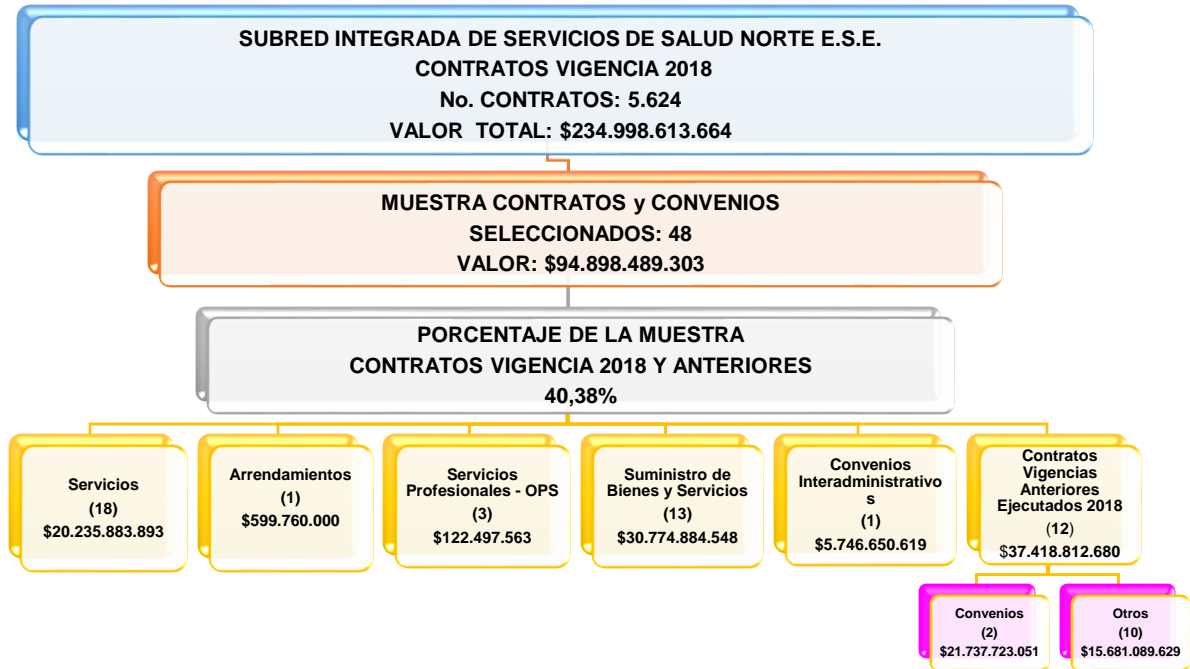 SUBRED INTEGRADA DE SERVICIOS DE SALUD NORTE E.S.E.
CONTRATOS VIGENCIA 2018
No. CONTRATOS: 5.624
VALOR TOTAL: $234.998.613.664
MUESTRA CONTRATOS y CONVENIOS
SELECCIONADOS: 48
VALOR: $94.898.489.303
PORCENTAJE DE LA MUESTRA
CONTRATOS VIGENCIA 2018 Y ANTERIORES
40,38%
Servicios
(18)
$20.235.883.893
Arrendamientos
(1)
$599.760.000
Servicios
Profesionales - OPS
(3)
$122.497.563
Suministro de
Bienes y Servicios
(13)
$30.774.884.548
Convenios
Interadministrativo
s
(1)
$5.746.650.619
Contratos
Vigencias
Anteriores
Ejecutados 2018
(12)
$37.418.812.680
Convenios
(2)
$21.737.723.051
Otros
(10)
$15.681.089.629